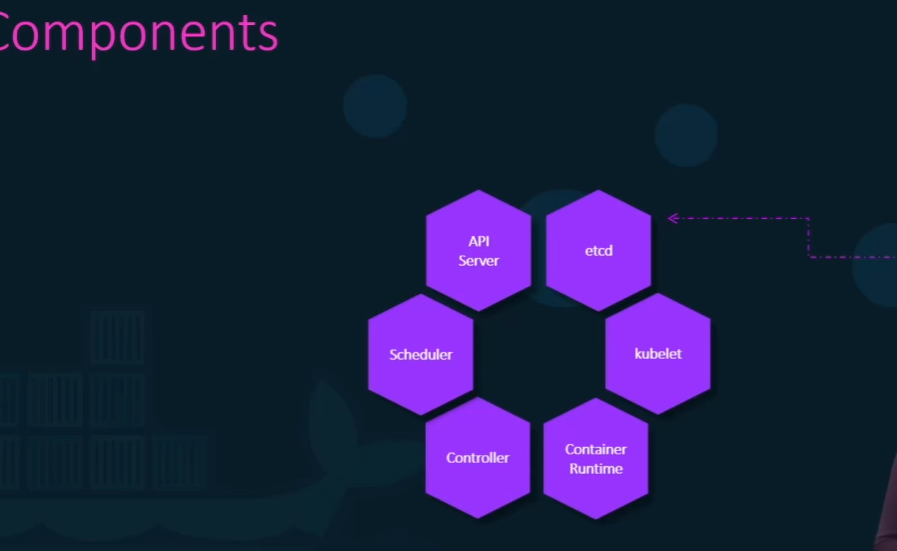 Components
API
Server
etcd
Scheduler
kubelet
Controller
Container
Runtime